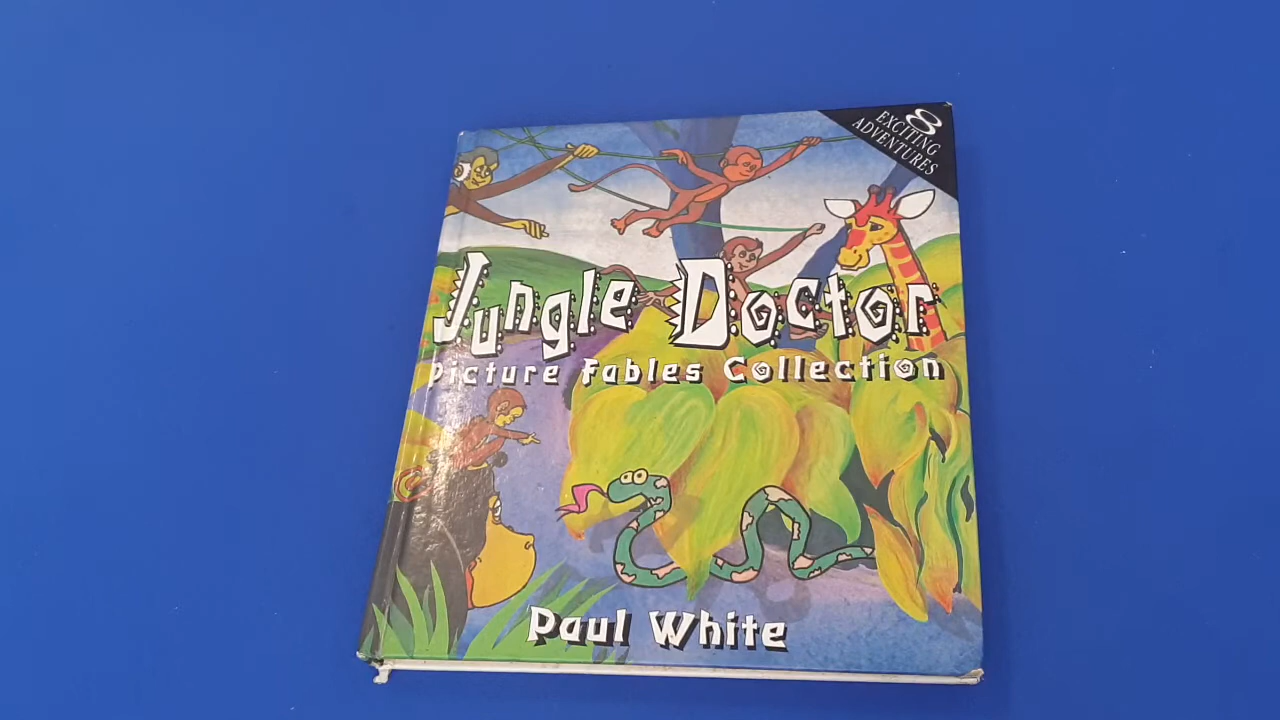 8
EXCITING
ADVENTURES
Jungle Doctor
Picture Fables Collection
Paul White